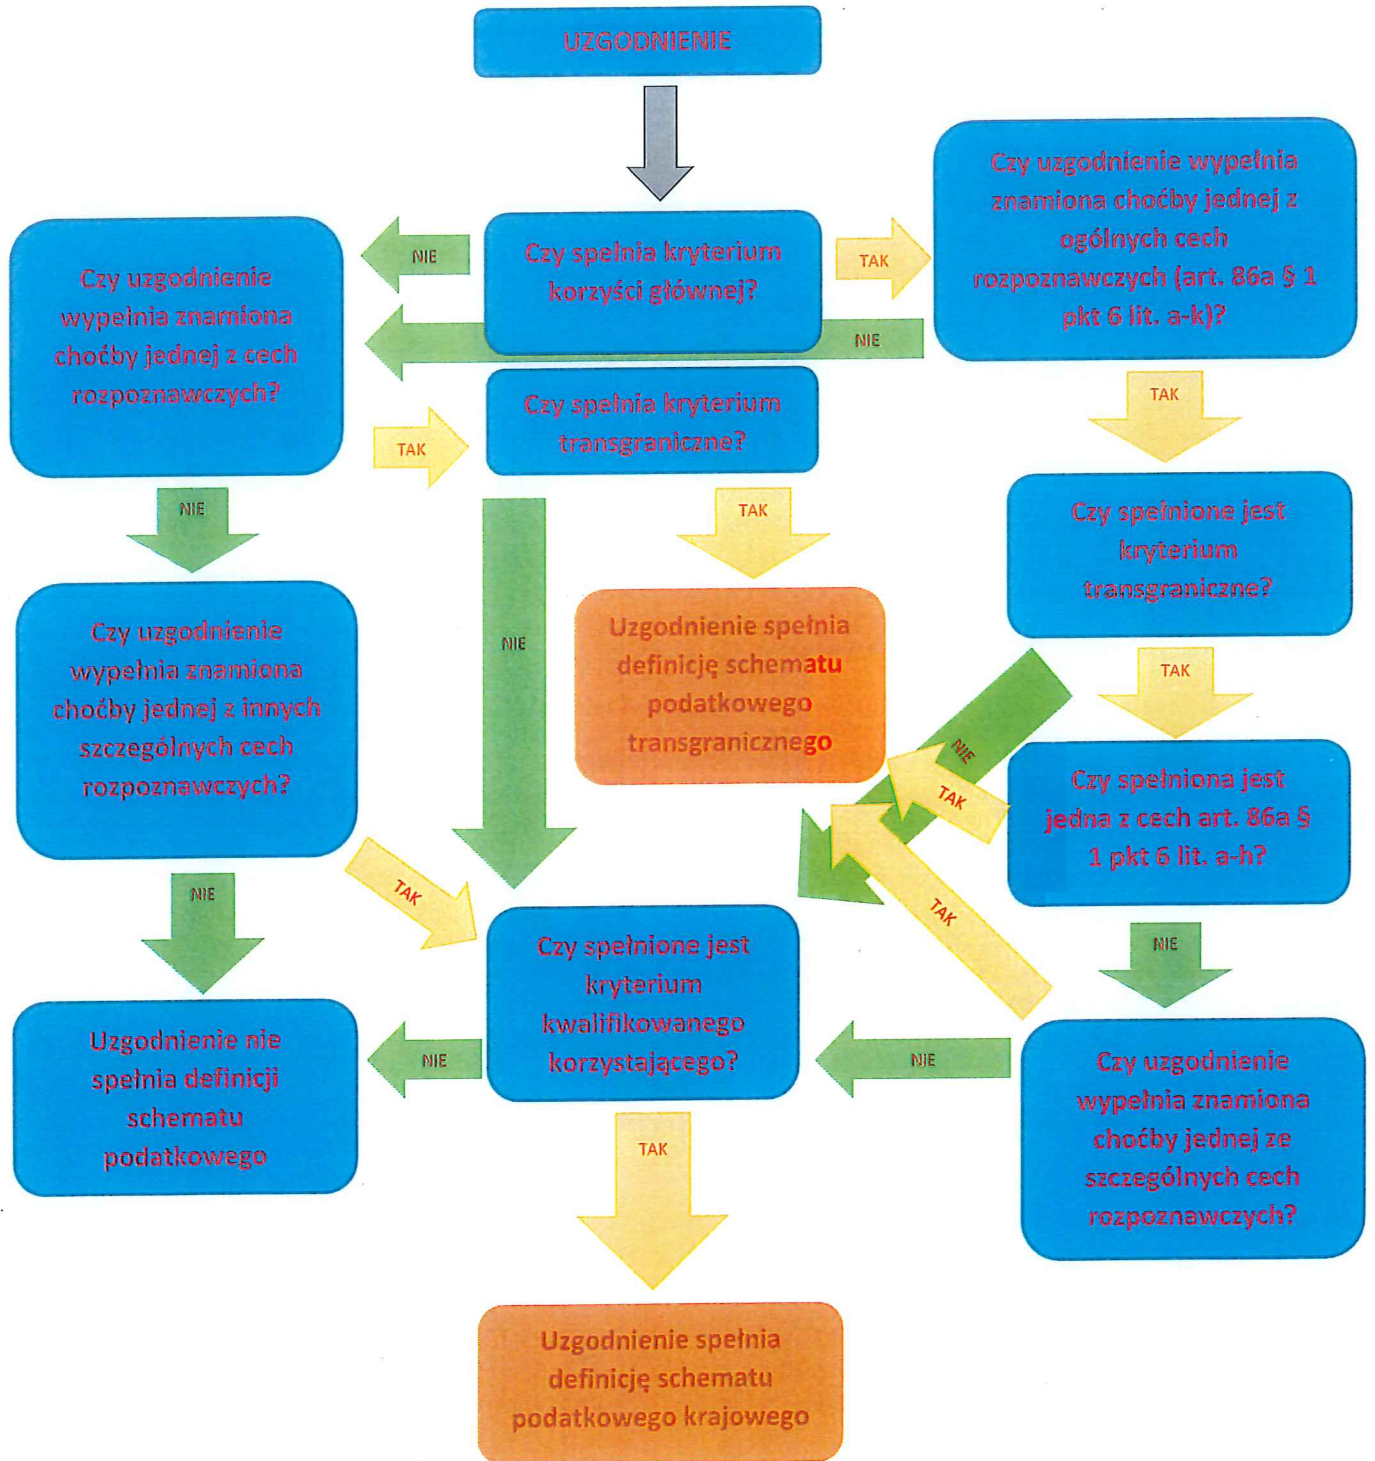 UZGODNIENIE
Czy uzgodnienie wypełnia
znamiona choćby jednej z
ogólnych cech
rozpoznawczych (art. 86a § 1
pkt 6 lit. a-k)?
Czy spełnia kryterium
korzyści głównej?
NIE
TAK
NIE
Czy uzgodnienie
wypełnia znamiona
choćby jednej z cech
rozpoznawczych?
TAK
Czy spełnia kryterium
transgraniczne?
TAK
NIE
TAK
Czy spełnione jest
kryterium
transgraniczne?
Czy uzgodnienie
wypełnia znamiona
choćby jednej z innych
szczególnych cech
rozpoznawczych?
NIE
Uzgodnienie spełnia
definicję schematu
podatkowego
transgranicznego
TAK
NIE
Czy spełniona jest
jedna z cech art. 86a §
1 pkt 6 lit. a-h?
TAK
TAK
NIE
TAK
NIE
Czy spełnione jest
kryterium
kwalifikowanego
korzystającego?
Uzgodnienie nie
spełnia definicji
schematu
podatkowego
NIE
NIE
Czy uzgodnienie
wypełnia znamiona
choćby jednej ze
szczególnych cech
rozpoznawczych?
TAK
Uzgodnienie spełnia
definicję schematu
podatkowego krajowego